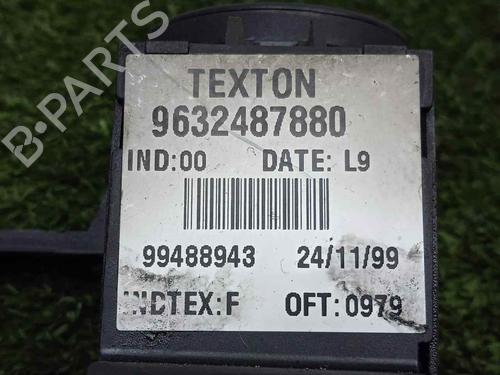 TEXTON
9632487880
IND:00 DATE: L9
99488943 24/11/99
INDTEX:F OFT:0979
B-PARTS